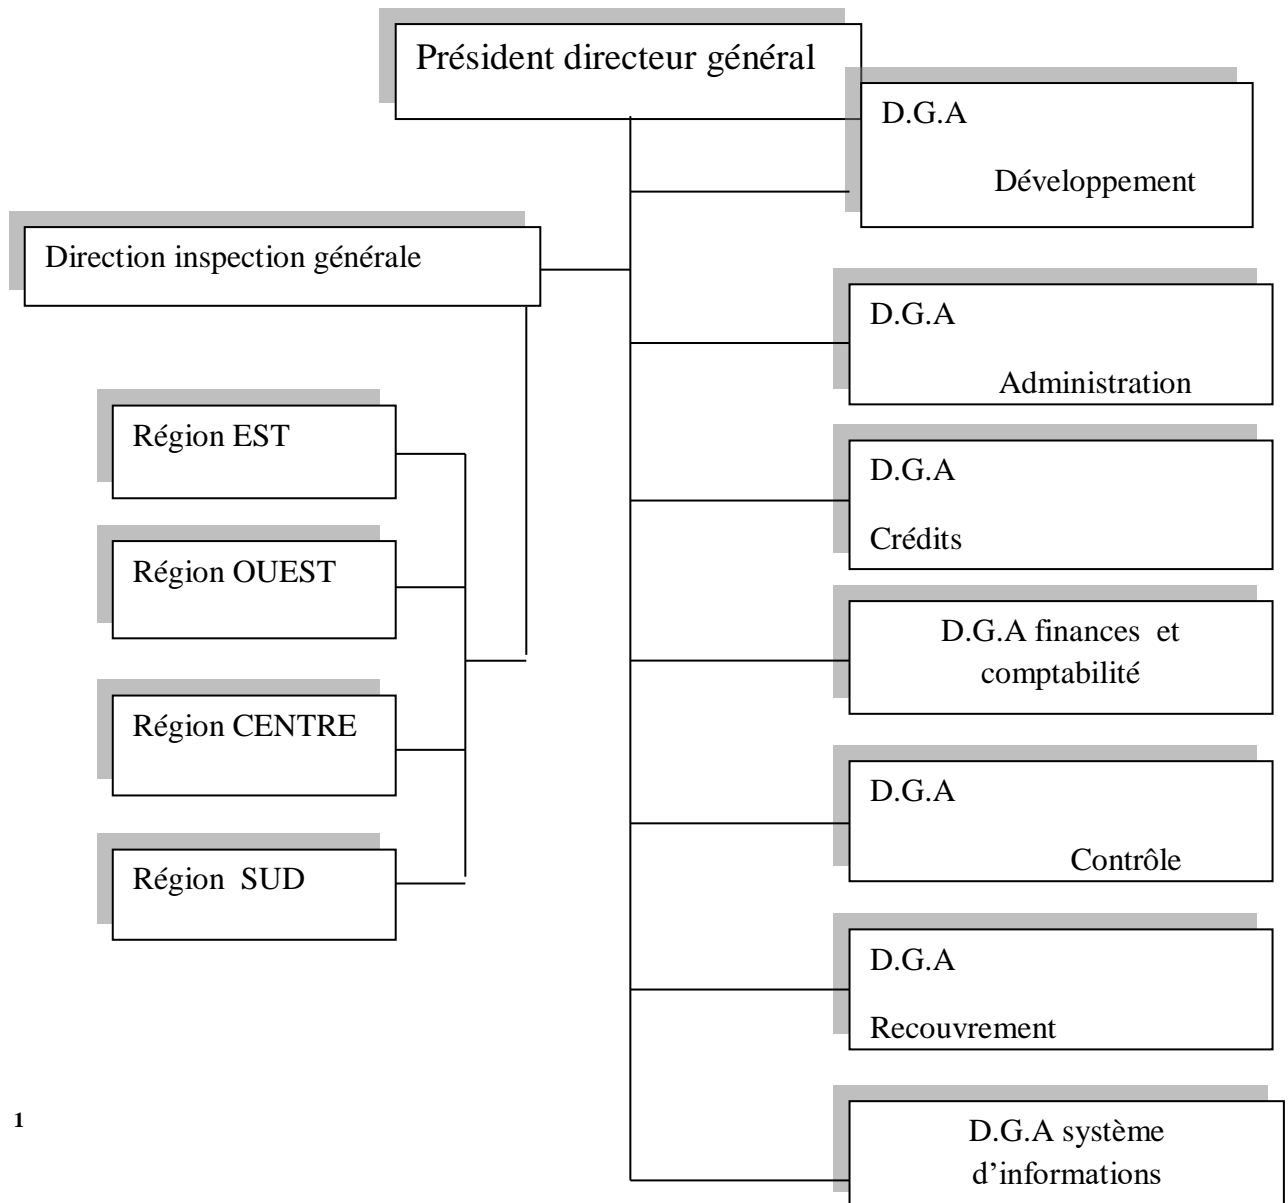 Président directeur général
D.G.A
Développement
Direction inspection générale
D.G.A
Administration
Région EST
D.G.A
Crédits
Région OUEST
D.G.A finances et
comptabilité
Région CENTRE
D.G.A
Contrôle
Région SUD
D.G.A
Recouvrement
1
D.G.A système
d’informations